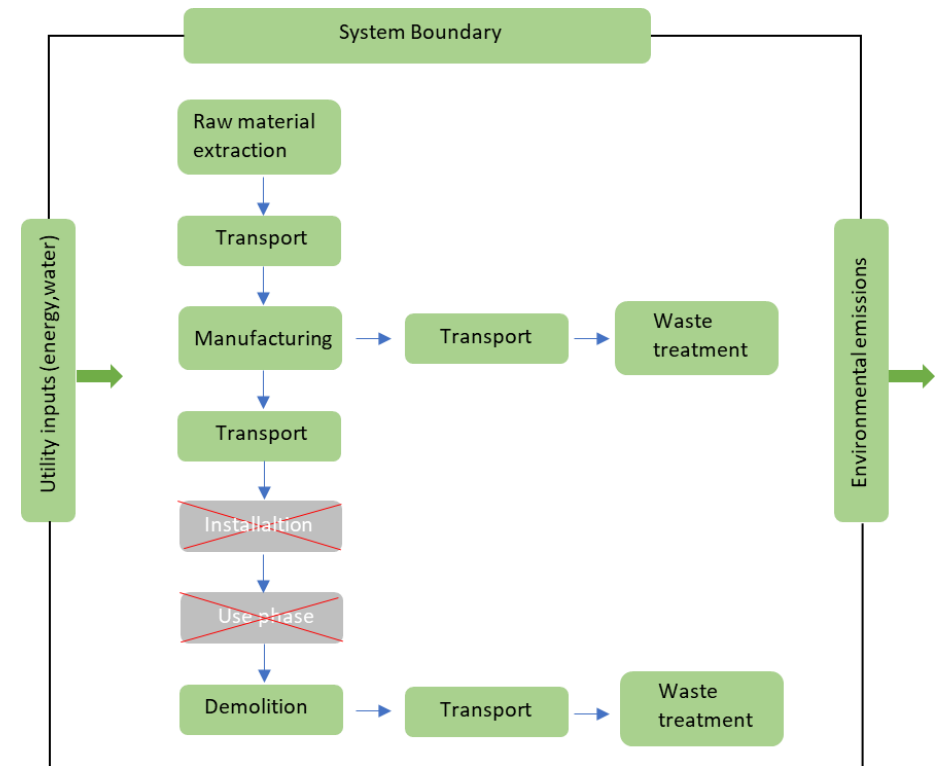 System Boundary
Raw material
extraction
Transport
Utility inputs (energy,water)
Environmental emissions
Manufacturing
Transport
Waste
treatment
Transport
Installaltion
Use phase
Demolition
Transport
Waste
treatment